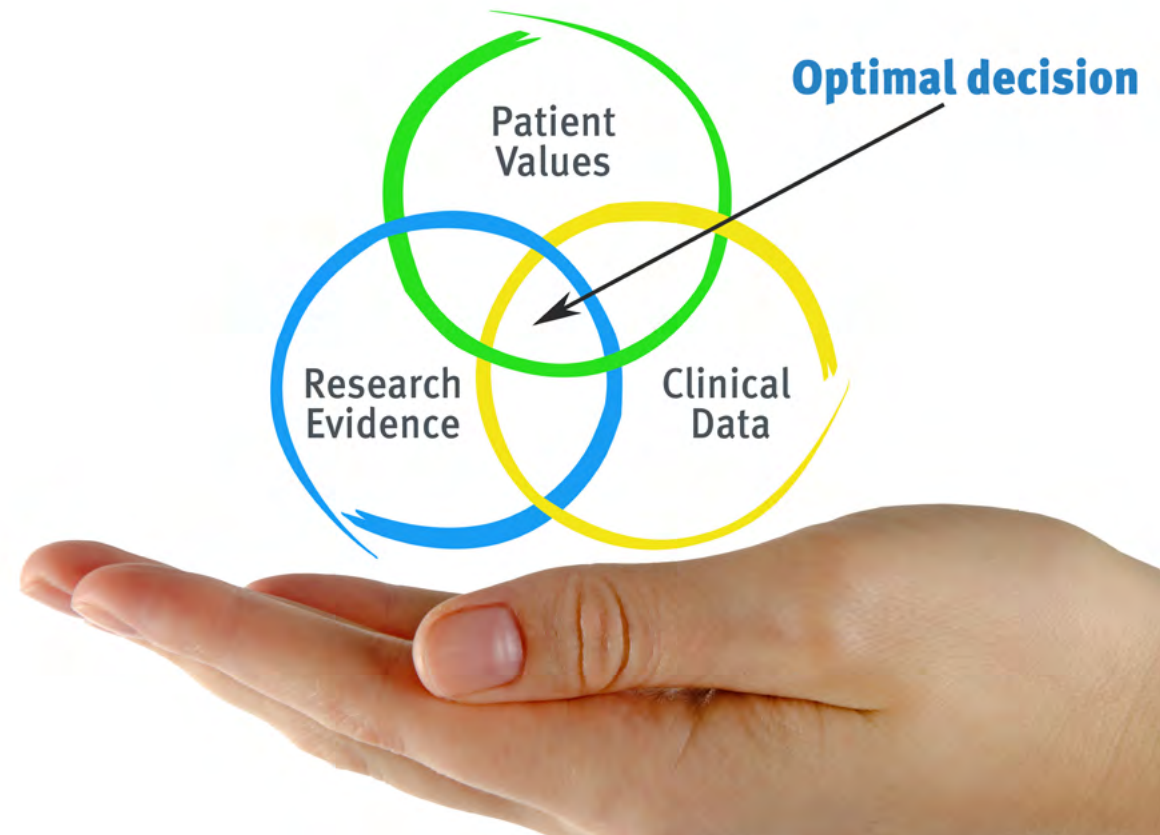 Optimal decision
Patient
Values
Research
Evidence
Clinical
Data